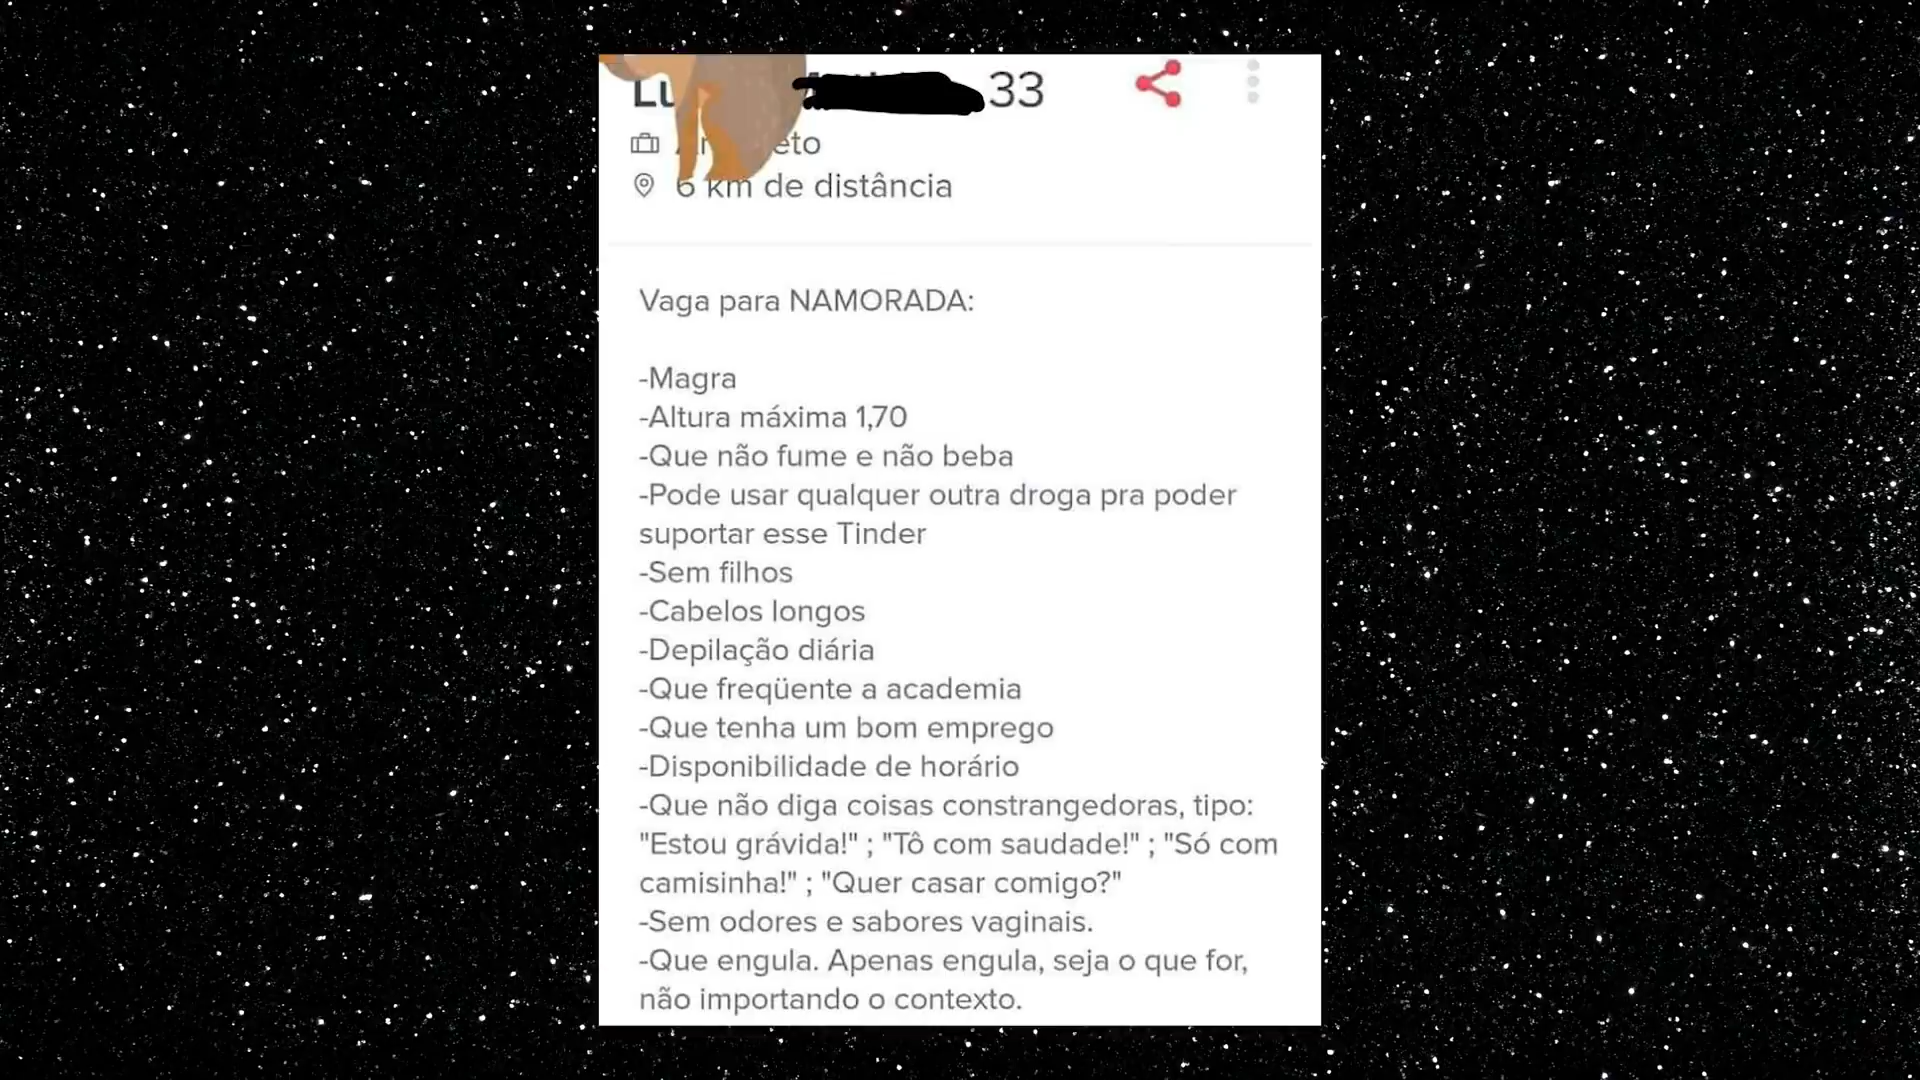 33
6 km de distância
Vaga para NAMORADA:
-Magra
-Altura máxima 1,70
-Que não fume e não beba
-Pode usar qualquer outra droga pra poder
suportar esse Tinder
-Sem filhos
-Cabelos longos
-Depilação diária
-Que freqüente a academia
-Que tenha um bom emprego
-Disponibilidade de horário
-Que não diga coisas constrangedoras, tipo:
"Estou grávida!" ; "Tô com saudade!" ; "Só com
camisinha!" ; "Quer casar comigo?"
-Sem odores e sabores vaginais.
-Que engula. Apenas engula, seja o que for,
não importando o contexto.